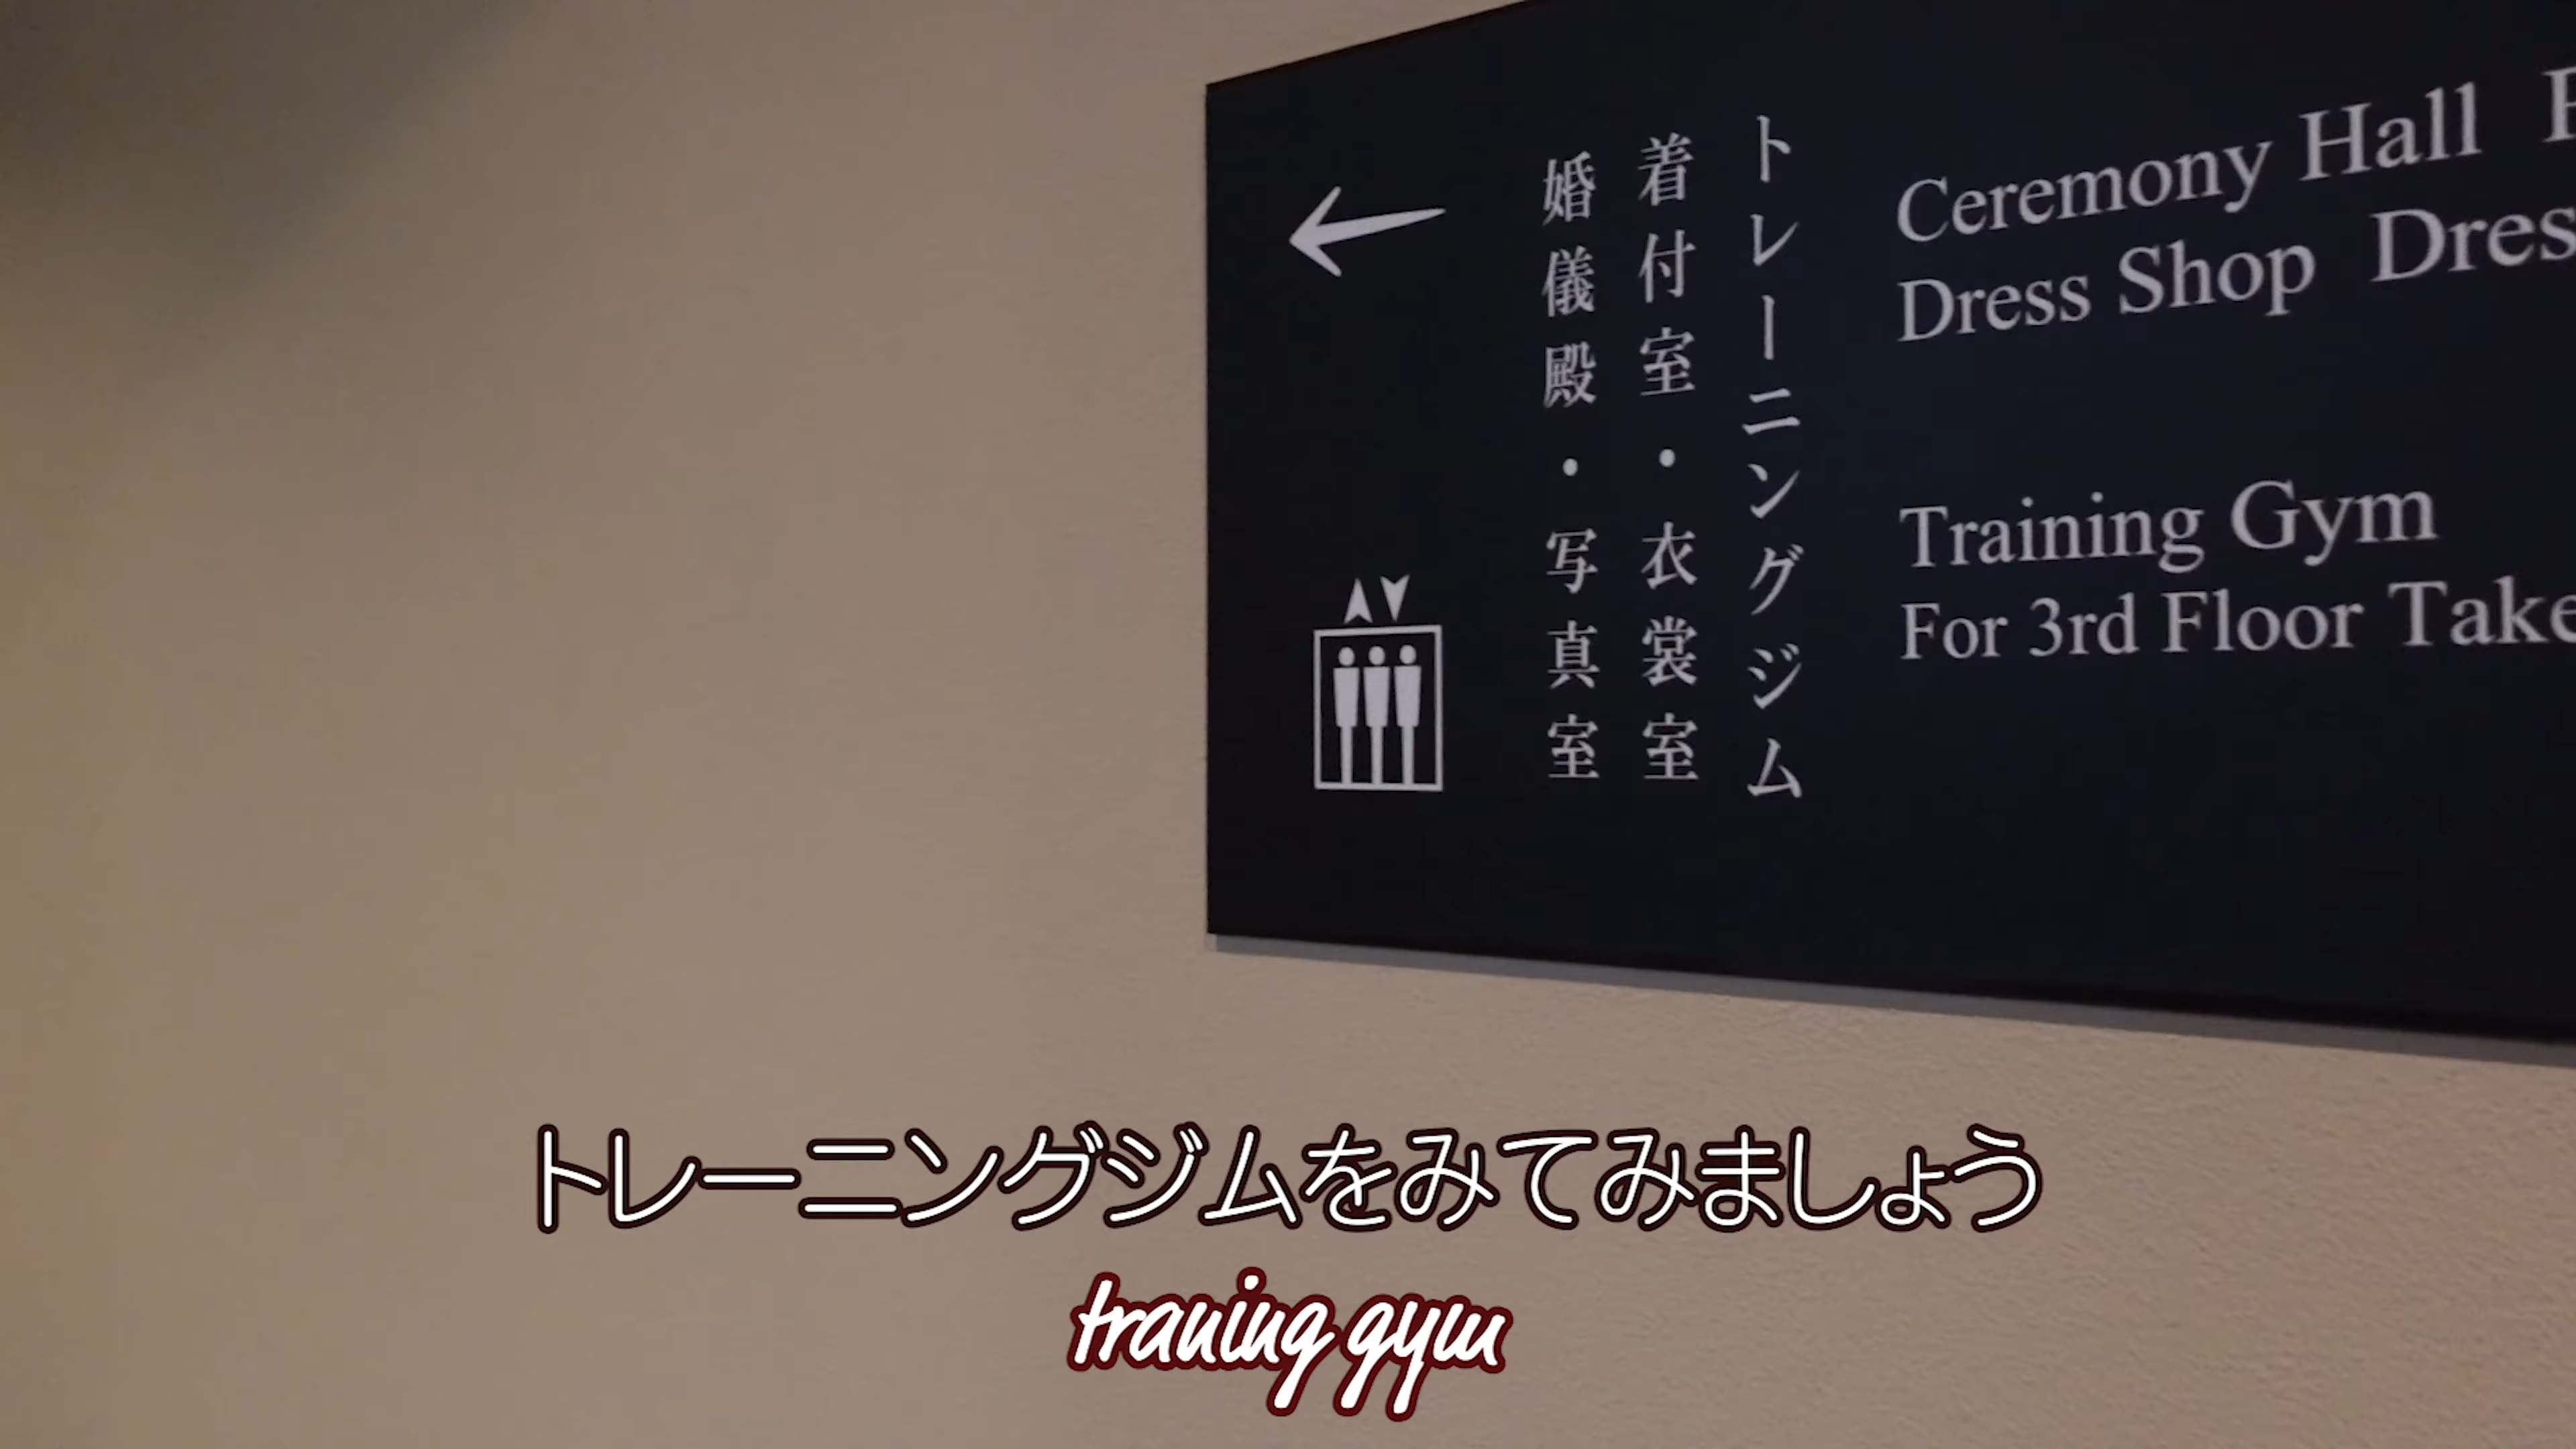 婚儀殿・写真室
着付室・衣裳室
トレーニングジム
Ceremony Hall
Dress Shop
Training Gym
For 3rd Floor Take
トレーニングジムをみてみましょう
traning gym